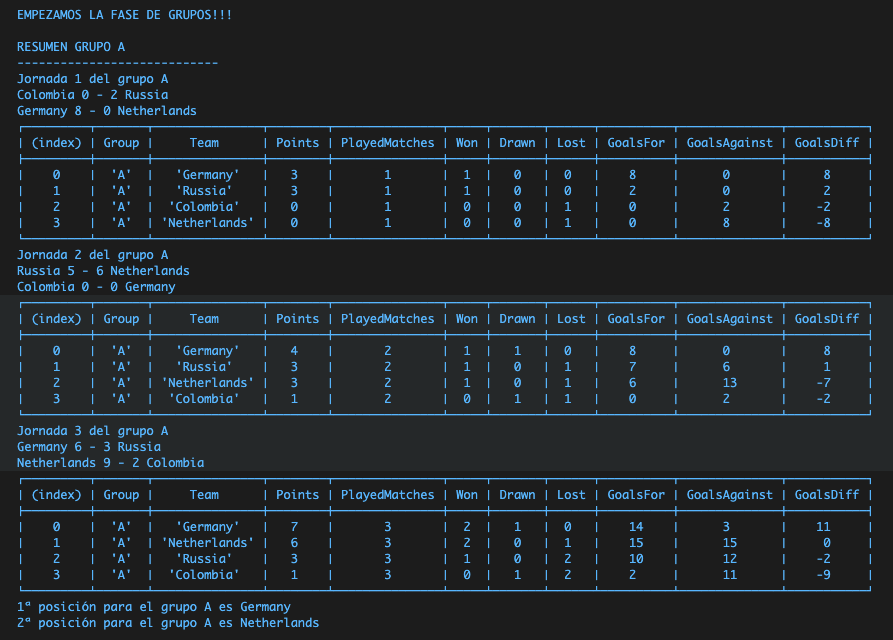 EMPEZAMOS LA FASE DE GRUPOS!!!
RESUMEN GRUPO A
----------------------------
Jornada 1 del grupo A
Colombia 0 - 2 Russia
Germany 8 - 0 Netherlands
(index) | Group | Team | Points | PlayedMatches | Won | Drawn | Lost | GoalsFor | GoalsAgainst | GoalsDiff
0 | 'A' | 'Germany' | 3 | 1 | 1 | 0 | 0 | 8 | 0 | 8
1 | 'A' | 'Russia' | 3 | 1 | 1 | 0 | 0 | 2 | 0 | 2
2 | 'A' | 'Colombia' | 0 | 1 | 0 | 0 | 1 | 0 | 2 | -2
3 | 'A' | 'Netherlands' | 0 | 1 | 0 | 0 | 1 | 0 | 8 | -8
Jornada 2 del grupo A
Russia 5 - 6 Netherlands
Colombia 0 - 0 Germany
(index) | Group | Team | Points | PlayedMatches | Won | Drawn | Lost | GoalsFor | GoalsAgainst | GoalsDiff
0 | 'A' | 'Germany' | 4 | 2 | 1 | 1 | 0 | 8 | 0 | 8
1 | 'A' | 'Russia' | 3 | 2 | 1 | 0 | 1 | 7 | 6 | 1
2 | 'A' | 'Netherlands' | 3 | 2 | 1 | 0 | 1 | 6 | 13 | -7
3 | 'A' | 'Colombia' | 1 | 2 | 0 | 1 | 1 | 0 | 2 | -2
Jornada 3 del grupo A
Germany 6 - 3 Russia
Netherlands 9 - 2 Colombia
(index) | Group | Team | Points | PlayedMatches | Won | Drawn | Lost | GoalsFor | GoalsAgainst | GoalsDiff
0 | 'A' | 'Germany' | 7 | 3 | 2 | 1 | 0 | 14 | 3 | 11
1 | 'A' | 'Netherlands' | 6 | 3 | 2 | 0 | 1 | 15 | 15 | 0
2 | 'A' | 'Russia' | 3 | 3 | 1 | 0 | 2 | 10 | 12 | -2
3 | 'A' | 'Colombia' | 1 | 3 | 0 | 1 | 2 | 2 | 11 | -9
1ª posición para el grupo A es Germany
2ª posición para el grupo A es Netherlands